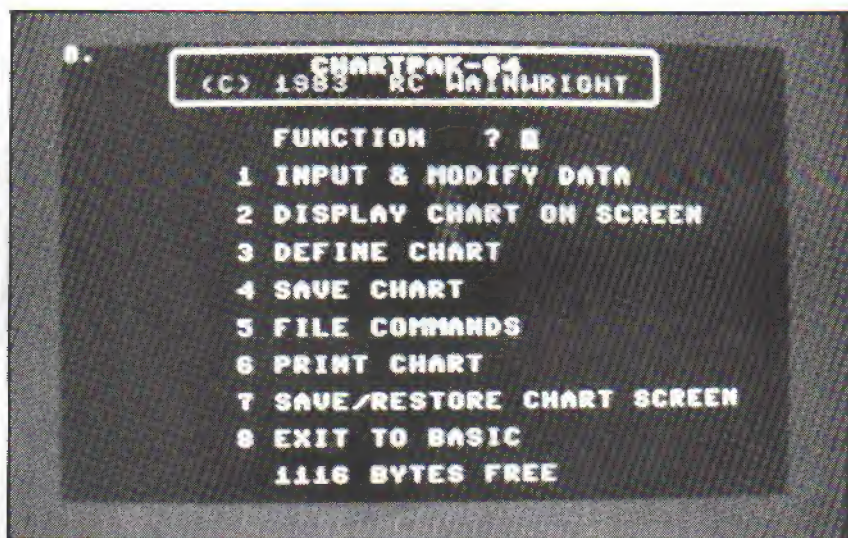 0.
CHARTPAK-64
(C) 1983 RC WAINWRIGHT
FUNCTION ?
1 INPUT & MODIFY DATA
2 DISPLAY CHART ON SCREEN
3 DEFINE CHART
4 SAVE CHART
5 FILE COMMANDS
6 PRINT CHART
7 SAVE/RESTORE CHART SCREEN
8 EXIT TO BASIC
1116 BYTES FREE